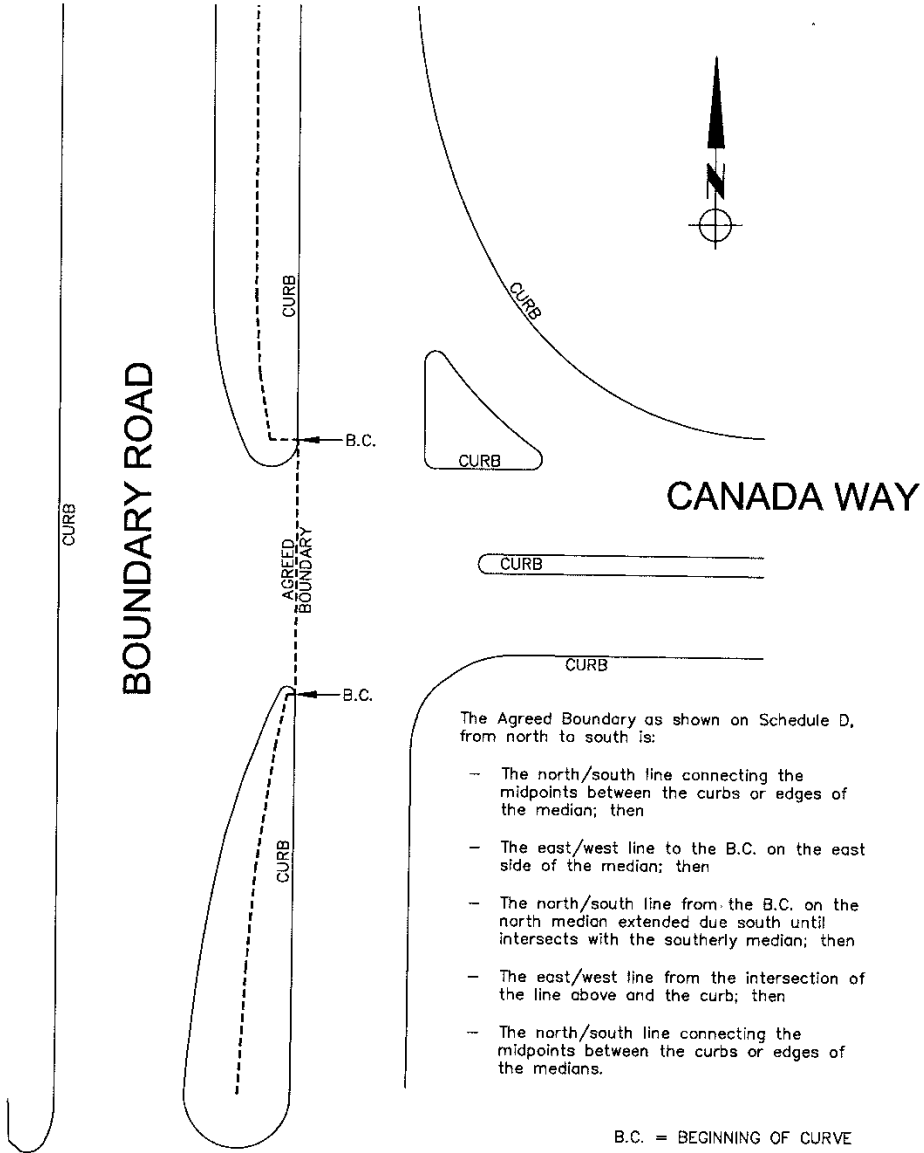 N
CURB
CURB
BOUNDARY ROAD
B.C.
CURB
CURB
CANADA WAY
AGREED
BOUNDARY
CURB
CURB
B.C.
CURB
The Agreed Boundary as shown on Schedule D,
from north to south is:
– The north/south line connecting the
midpoints between the curbs or edges of
the median; then
– The east/west line to the B.C. on the east
side of the median; then
– The north/south line from the B.C. on the
north median extended due south until
intersects with the southerly median; then
– The east/west line from the intersection of
the line above and the curb; then
– The north/south line connecting the
midpoints between the curbs or edges of
the medians.
B.C. = BEGINNING OF CURVE